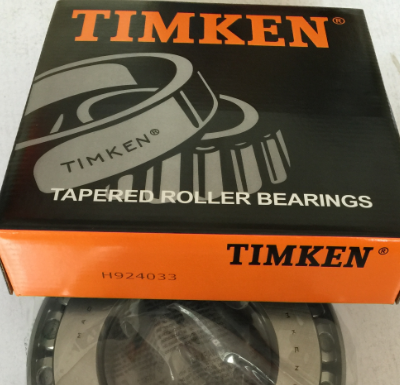 TIMKEN®
TIMKEN®
TAPERED ROLLER BEARINGS
TIMKEN®
H924033